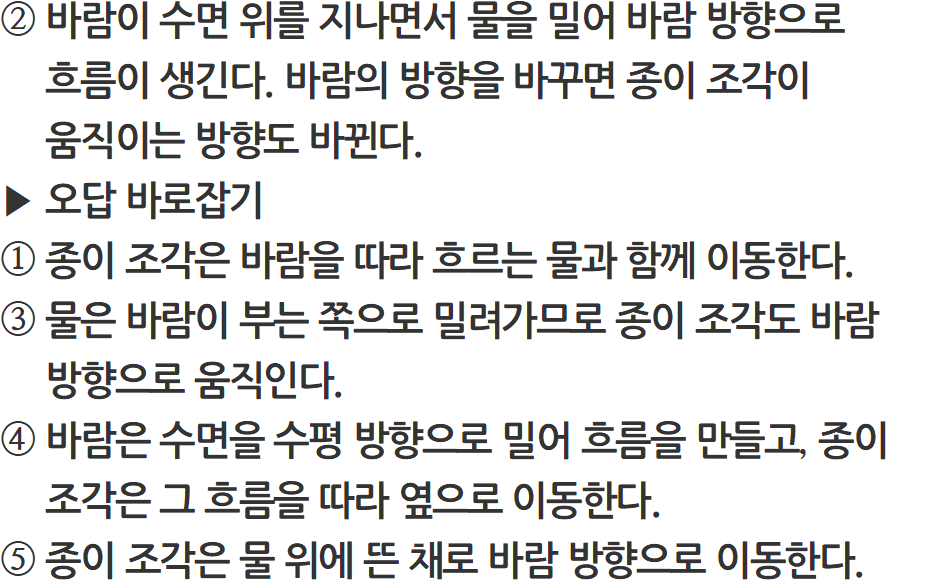 ② 바람이 수면 위를 지나면서 물을 밀어 바람 방향으로
흐름이 생긴다. 바람의 방향을 바꾸면 종이 조각이
움직이는 방향도 바뀐다.
▶ 오답 바로잡기
① 종이 조각은 바람을 따라 흐르는 물과 함께 이동한다.
③ 물은 바람이 부는 쪽으로 밀려가므로 종이 조각도 바람
방향으로 움직인다.
④ 바람은 수면을 수평 방향으로 밀어 흐름을 만들고, 종이
조각은 그 흐름을 따라 옆으로 이동한다.
⑤ 종이 조각은 물 위에 뜬 채로 바람 방향으로 이동한다.